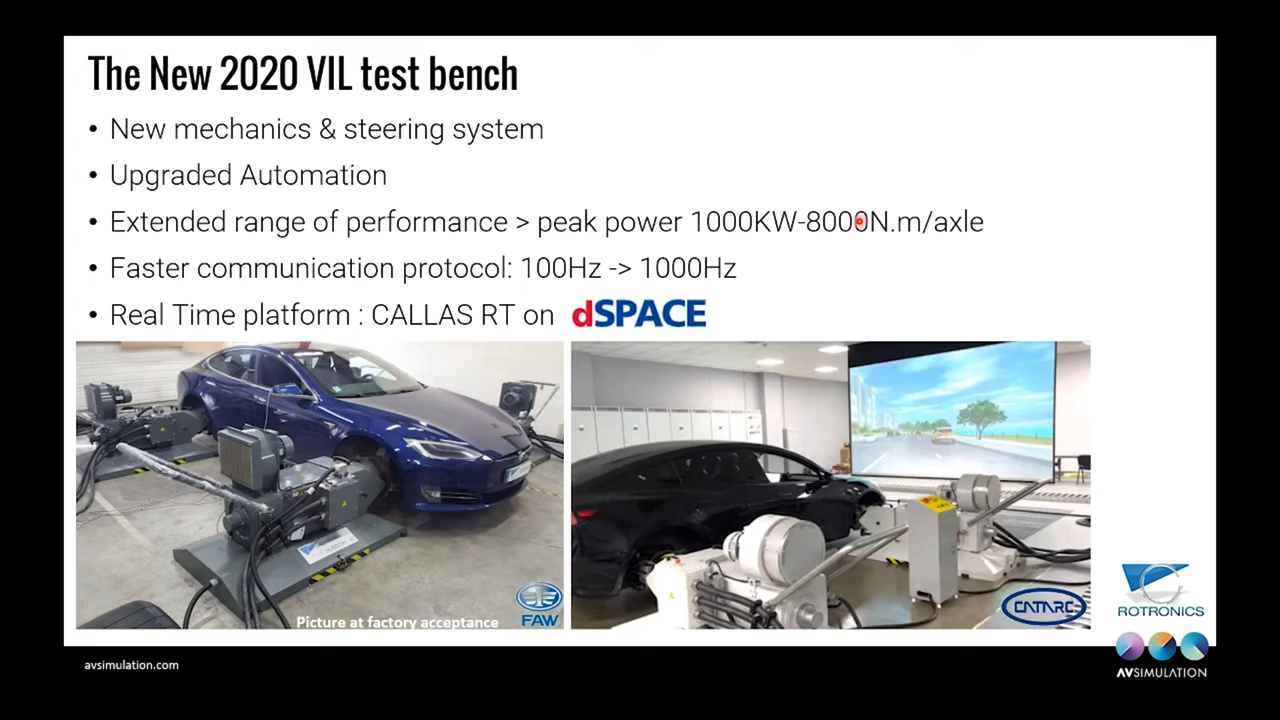 The New 2020 VIL test bench
• New mechanics & steering system
• Upgraded Automation
• Extended range of performance > peak power 1000KW-8000N.m/axle
• Faster communication protocol: 100Hz -> 1000Hz
• Real Time platform : CALLAS RT on dSPACE
Picture at factory acceptance
FAW
CATARC
ROTRONICS
avsimulation.com
AVSIMULATION